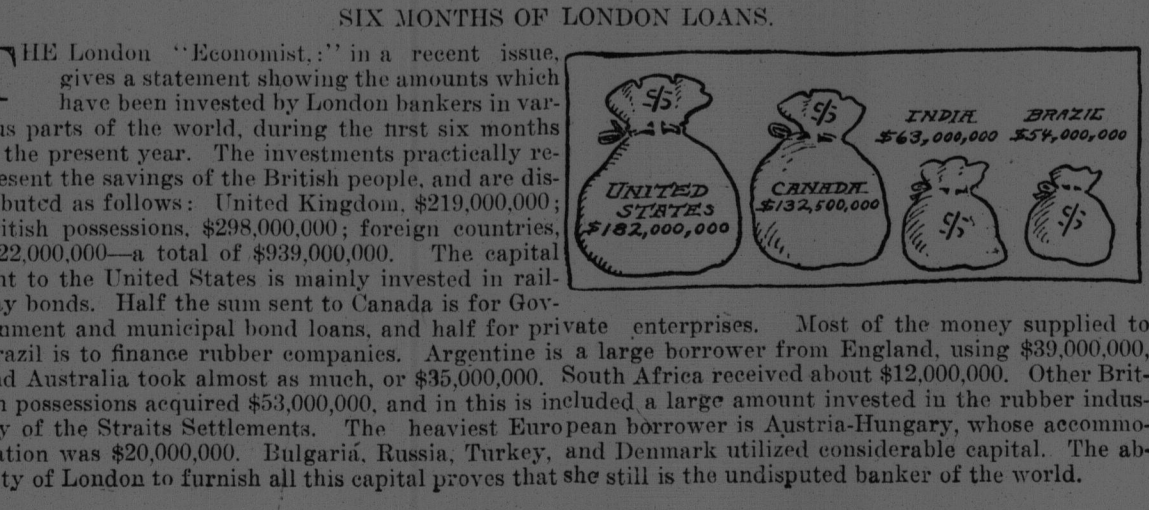 SIX MONTHS OF LONDON LOANS.
THE London "Economist,:" in a recent issue,
gives a statement showing the amounts which
have been invested by London bankers in var-
us parts of the world, during the first six months
the present year. The investments practically re-
esent the savings of the British people, and are dis-
buted as follows: United Kingdom, $219,000,000;
itish possessions, $298,000,000; foreign countries,
22,000,000—a total of $939,000,000. The capital
nt to the United States is mainly invested in rail-
y bonds. Half the sum sent to Canada is for Gov-
nment and municipal bond loans, and half for private enterprises. Most of the money supplied to
razil is to finance rubber companies. Argentine is a large borrower from England, using $39,000,000,
d Australia took almost as much, or $35,000,000. South Africa received about $12,000,000. Other Brit-
n possessions acquired $53,000,000, and in this is included a large amount invested in the rubber indus-
y of the Straits Settlements. The heaviest European borrower is Austria-Hungary, whose accommo-
ation was $20,000,000. Bulgaria, Russia, Turkey, and Denmark utilized considerable capital. The ab-
ty of London to furnish all this capital proves that she still is the undisputed banker of the world.
$
UNITED
STATES
$182,000,000
$
CANADA
$132,500,000
INDIA
$63,000,000
$
BRAZIL
$54,000,000
$